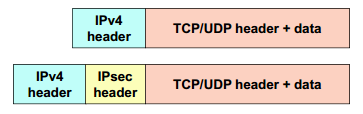 IPv4 header
TCP/UDP header + data
IPv4 header
IPsec header
TCP/UDP header + data